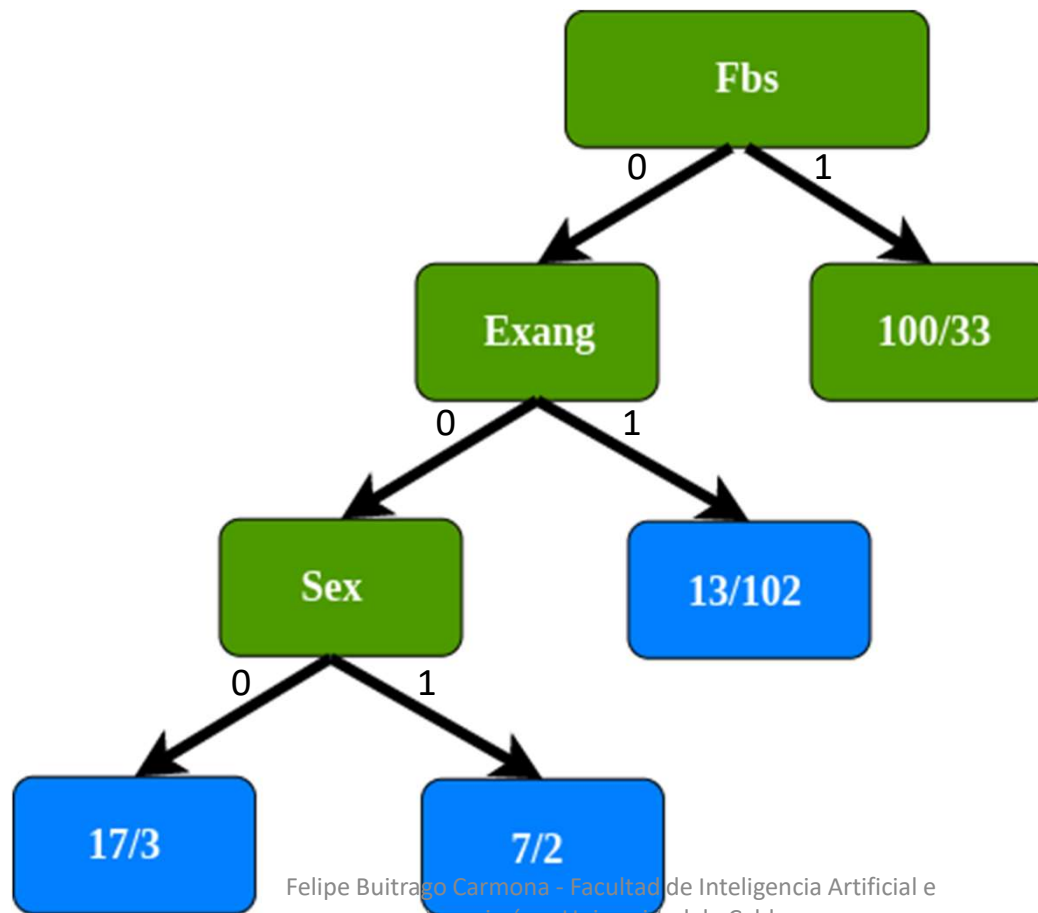 Fbs
0
1
Exang
100/33
0
1
Sex
13/102
0
1
17/3
7/2
Felipe Buitrago Carmona - Facultad de Inteligencia Artificial e